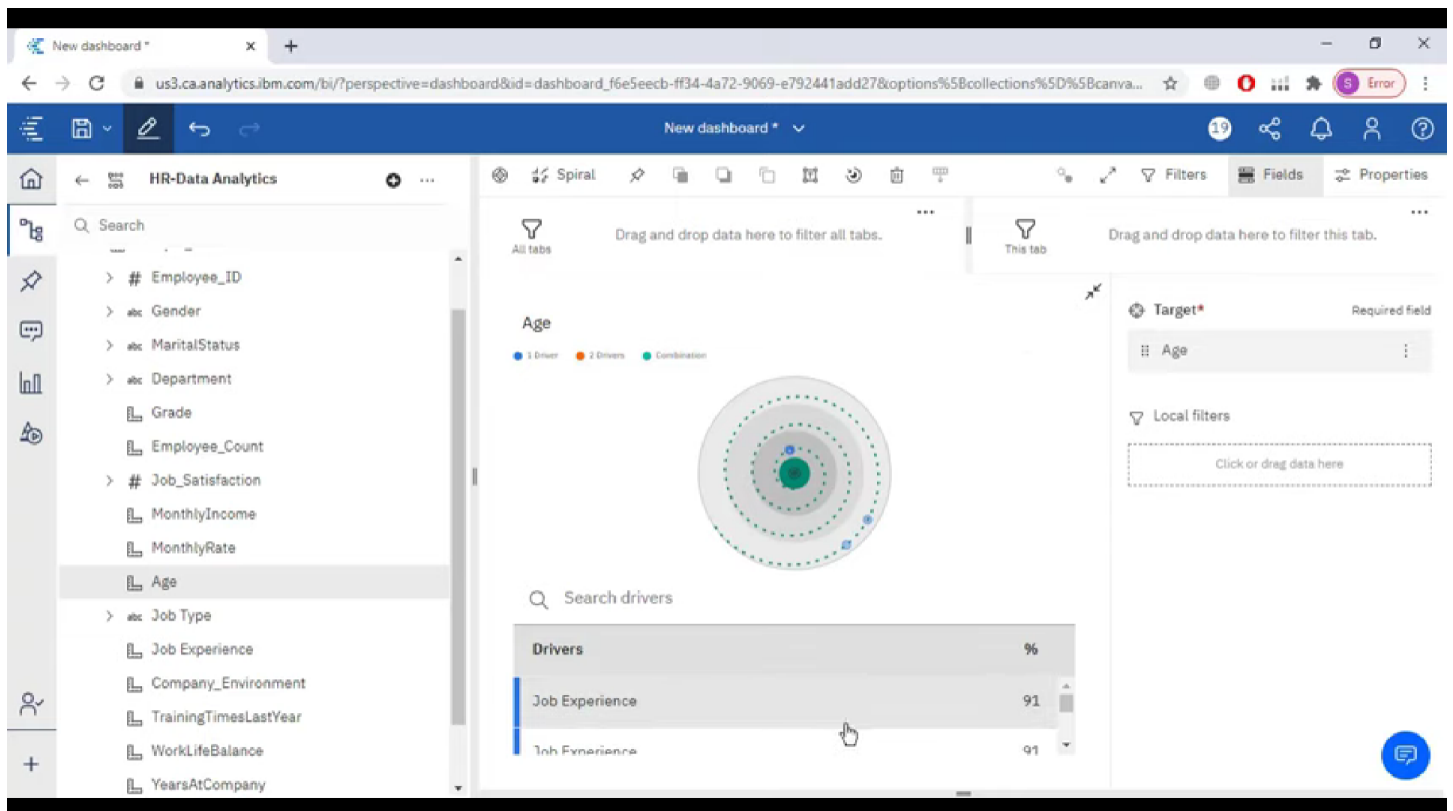 New dashboard *
us3.ca.analytics.ibm.com/bi/?perspective=dashboard&id=dashboard_f6e5eecb-ff34-4a72-9069-e792441add27&options%5Bcollections%5D%5Bcanva...
S Error
New dashboard *
19
HR-Data Analytics
Spiral
Filters
Fields
Properties
Search
All tabs
Drag and drop data here to filter all tabs.
This tab
Drag and drop data here to filter this tab.
# Employee_ID
abc Gender
abc MaritalStatus
abc Department
Grade
Employee_Count
# Job_Satisfaction
MonthlyIncome
MonthlyRate
Age
abc Job Type
Job Experience
Company_Environment
TrainingTimesLastYear
WorkLifeBalance
YearsAtCompany
Age
1 Driver
2 Drivers
Combination
Search drivers
Drivers %
Job Experience 91
Job Experience 91
Target* Required field
Age
Local filters
Click or drag data here